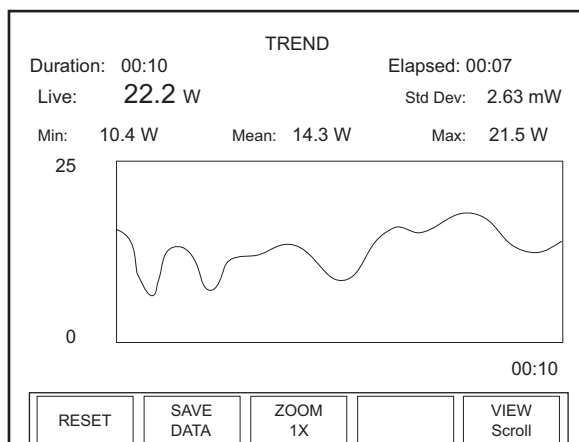 TREND
Duration: 00:10 Elapsed: 00:07
Live: 22.2 W Std Dev: 2.63 mW
Min: 10.4 W Mean: 14.3 W Max: 21.5 W
25
0
00:10
RESET SAVE DATA ZOOM 1X VIEW Scroll